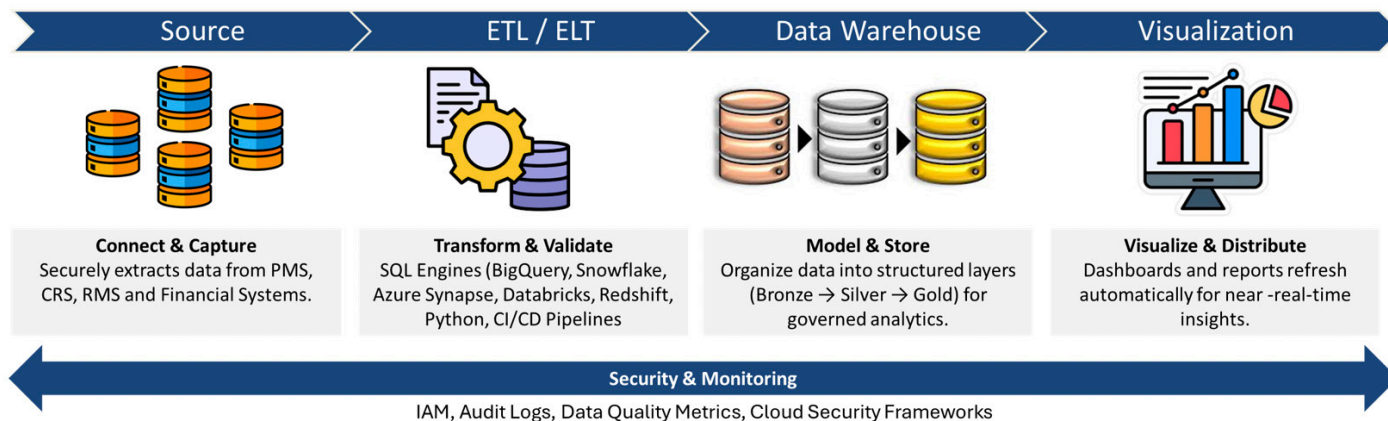 Source
ETL / ELT
Data Warehouse
Visualization
Connect & Capture
Securely extracts data from PMS,
CRS, RMS and Financial Systems.
Transform & Validate
SQL Engines (BigQuery, Snowflake,
Azure Synapse, Databricks, Redshift,
Python, CI/CD Pipelines
Model & Store
Organize data into structured layers
(Bronze → Silver → Gold) for
governed analytics.
Visualize & Distribute
Dashboards and reports refresh
automatically for near -real-time
insights.
Security & Monitoring
IAM, Audit Logs, Data Quality Metrics, Cloud Security Frameworks